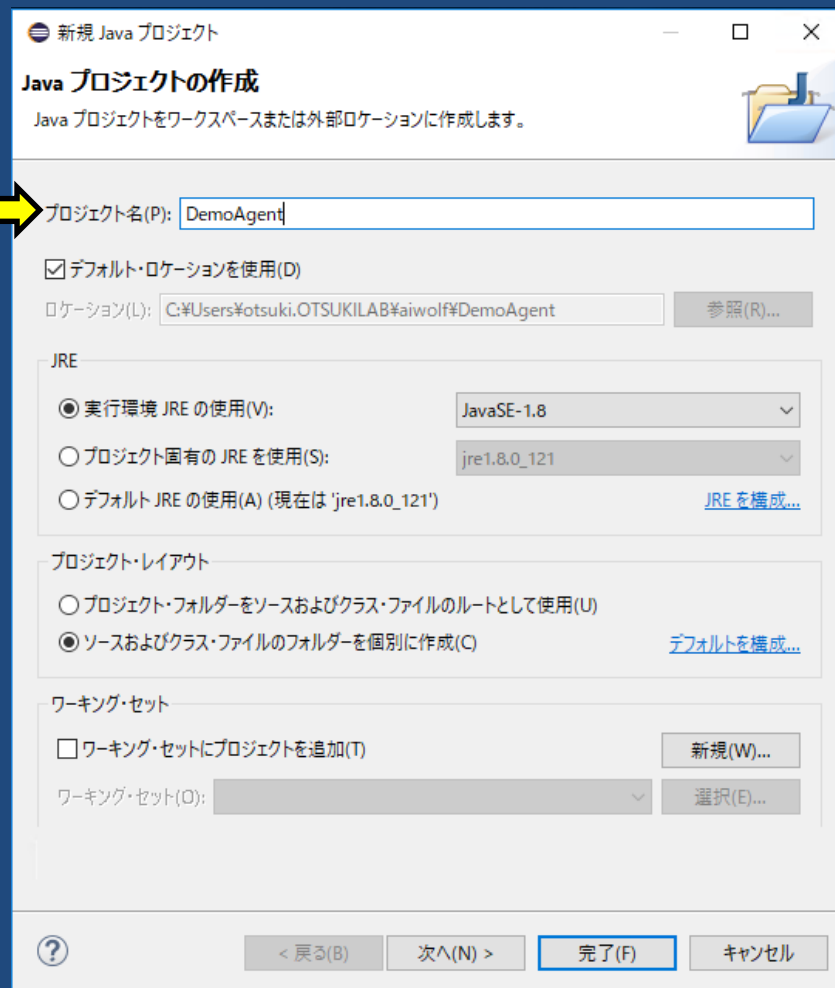 新規 Java プロジェクト
Java プロジェクトの作成
Java プロジェクトをワークスペースまたは外部ロケーションに作成します。
プロジェクト名(P): DemoAgent
デフォルト・ロケーションを使用(D)
ロケーション(L): C:¥Users¥otsuki.OTSUKILAB¥aiwolf¥DemoAgent 参照(R)...
JRE
実行環境 JRE の使用(V): JavaSE-1.8
プロジェクト固有の JRE を使用(S): jre1.8.0_121
デフォルト JRE の使用(A) (現在は 'jre1.8.0_121') JRE を構成...
プロジェクト・レイアウト
プロジェクト・フォルダーをソースおよびクラス・ファイルのルートとして使用(U)
ソースおよびクラス・ファイルのフォルダーを個別に作成(C) デフォルトを構成...
ワーキング・セット
ワーキング・セットにプロジェクトを追加(T) 新規(W)...
ワーキング・セット(O): 選択(E)...
? < 戻る(B) 次へ(N) > 完了(F) キャンセル